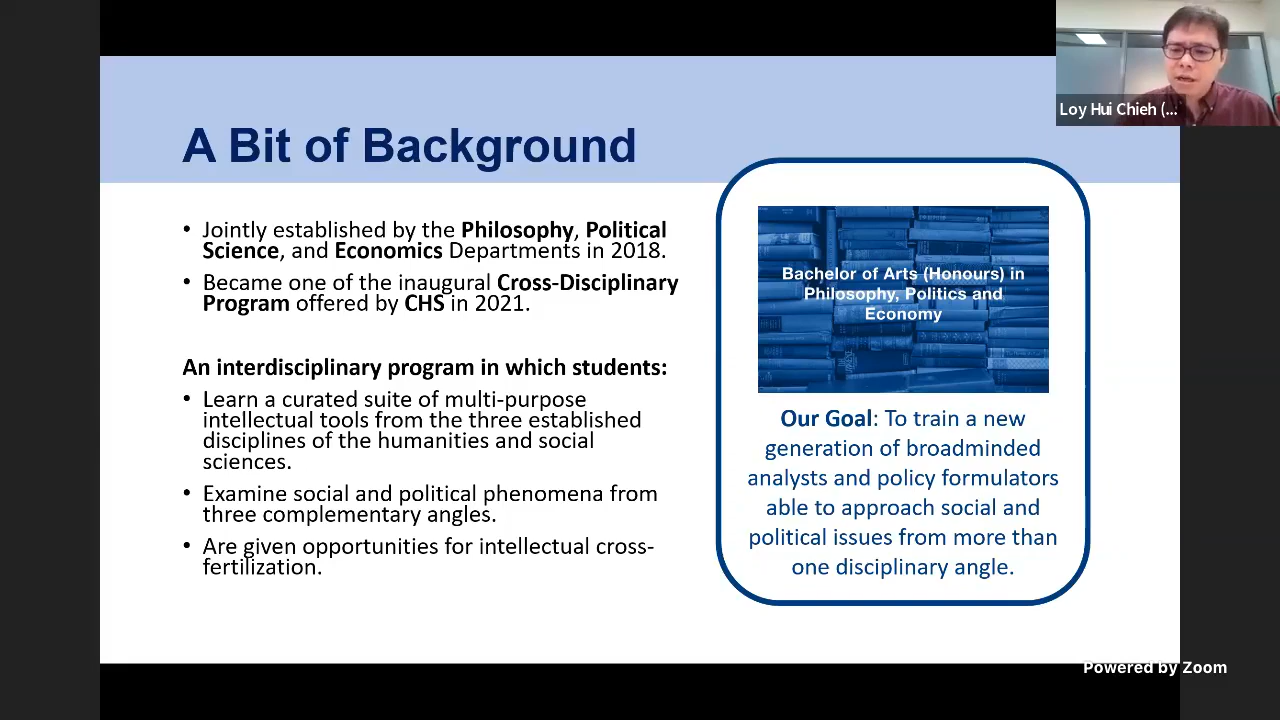 A Bit of Background
• Jointly established by the Philosophy, Political
Science, and Economics Departments in 2018.
• Became one of the inaugural Cross-Disciplinary
Program offered by CHS in 2021.
An interdisciplinary program in which students:
• Learn a curated suite of multi-purpose
intellectual tools from the three established
disciplines of the humanities and social
sciences.
• Examine social and political phenomena from
three complementary angles.
• Are given opportunities for intellectual cross-
fertilization.
Bachelor of Arts (Honours) in
Philosophy, Politics and
Economy
Our Goal: To train a new
generation of broadminded
analysts and policy formulators
able to approach social and
political issues from more than
one disciplinary angle.
Loy Hui Chieh (...
Powered by Zoom